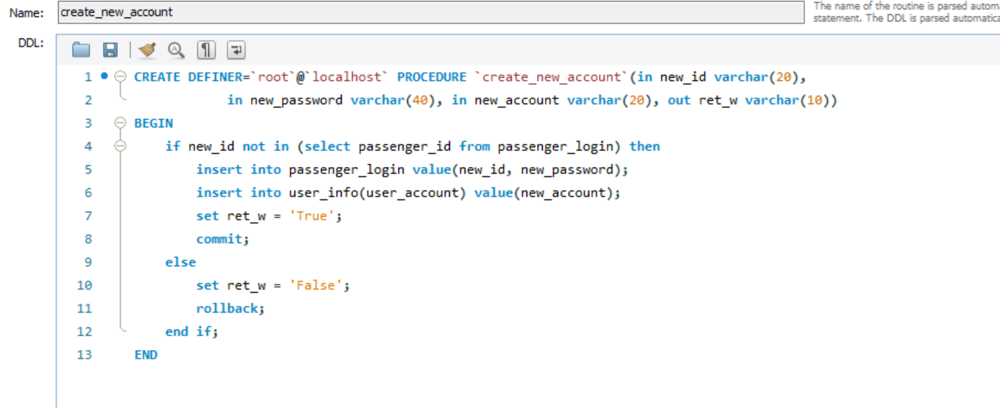 Name: create_new_account
The name of the routine is parsed
statement. The DDL is parsed
DDL:
1 CREATE DEFINER=`root`@`localhost` PROCEDURE `create_new_account`(in new_id varchar(20),
2 in new_password varchar(40), in new_account varchar(20), out ret_w varchar(10))
3 BEGIN
4 if new_id not in (select passenger_id from passenger_login) then
5 insert into passenger_login value(new_id, new_password);
6 insert into user_info(user_account) value(new_account);
7 set ret_w = 'True';
8 commit;
9 else
10 set ret_w = 'False';
11 rollback;
12 end if;
13 END